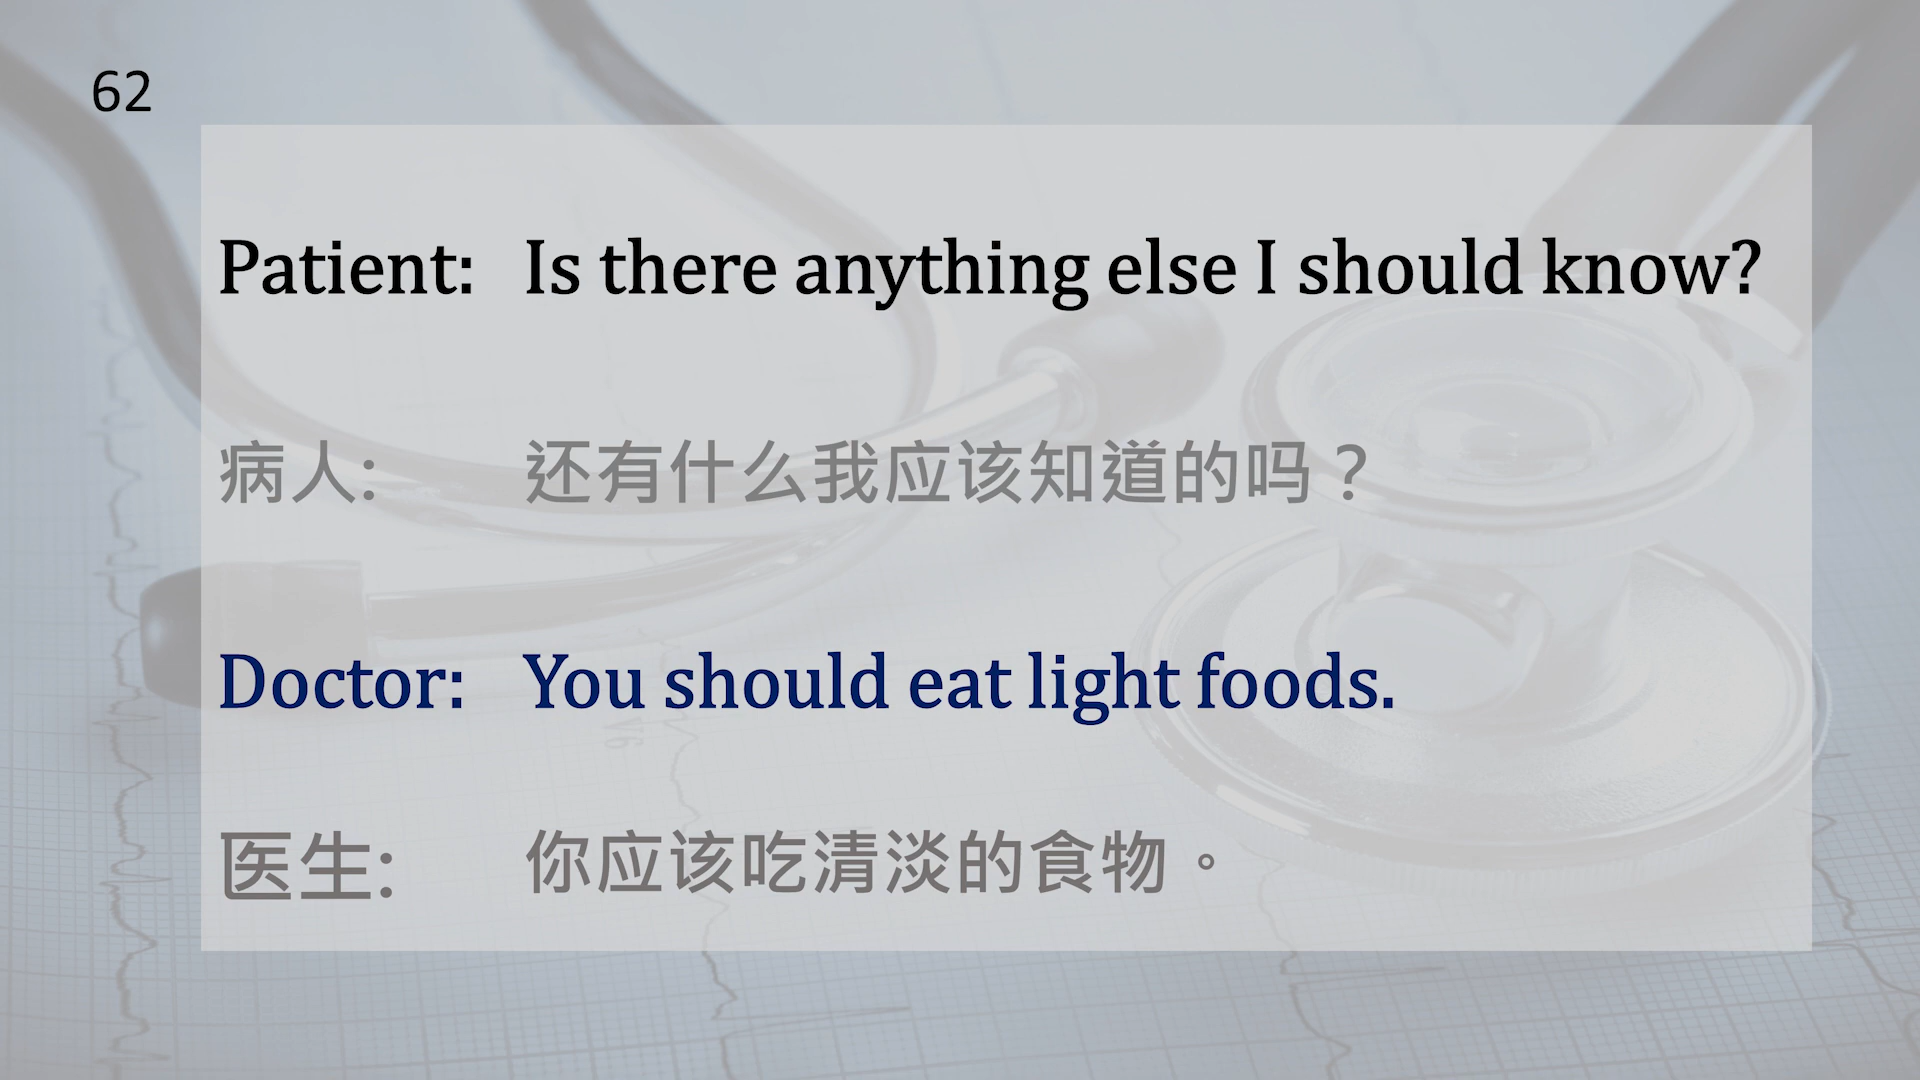 62
Patient: Is there anything else I should know?
病人: 还有什么我应该知道的吗？
Doctor: You should eat light foods.
医生: 你应该吃清淡的食物。